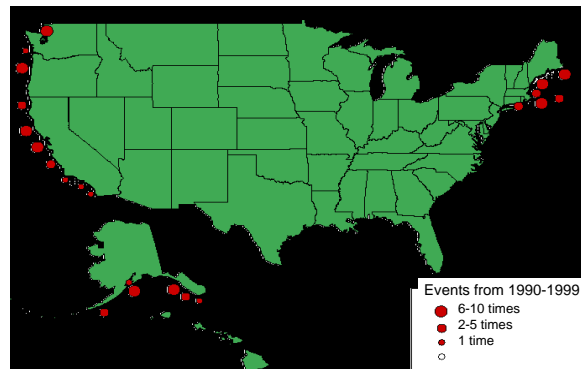 Events from 1990-1999
6-10 times
2-5 times
1 time